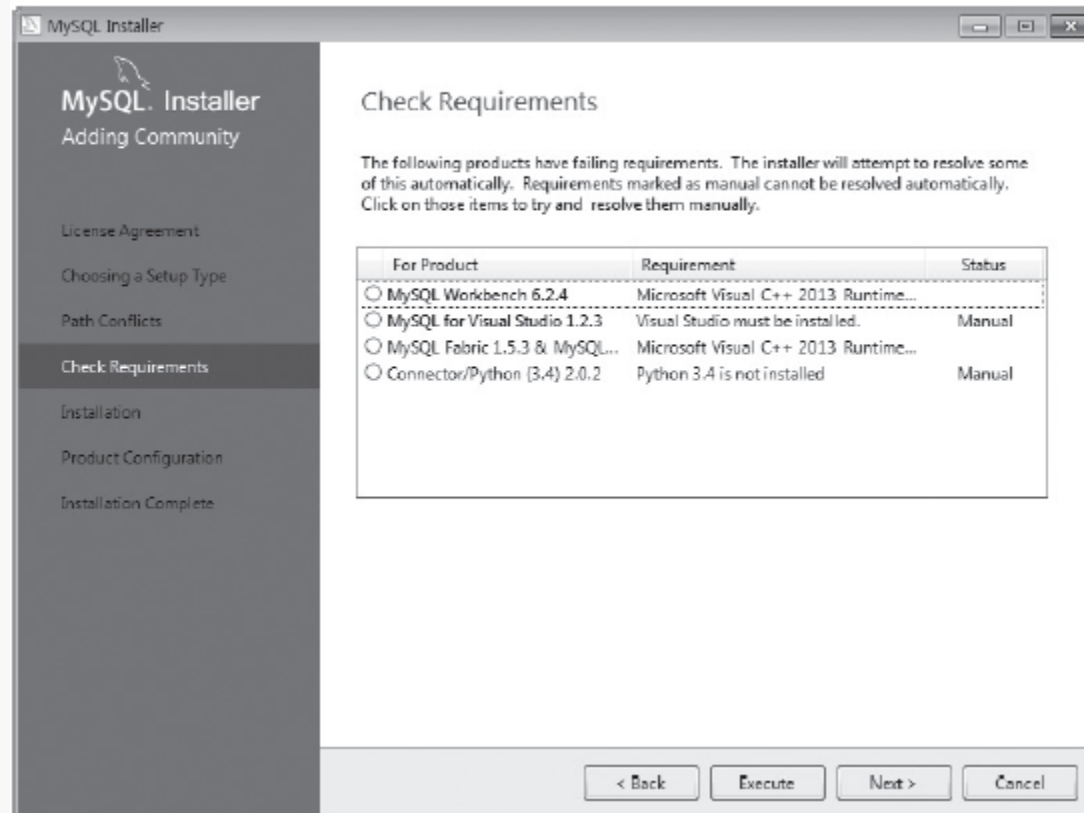 MySQL Installer
MySQL. Installer
Adding Community
License Agreement
Choosing a Setup Type
Path Conflicts
Check Requirements
Installation
Product Configuration
Installation Complete
Check Requirements
The following products have failing requirements. The installer will attempt to resolve some
of this automatically. Requirements marked as manual cannot be resolved automatically.
Click on those items to try and resolve them manually.
For Product Requirement Status
MySQL Workbench 6.2.4 Microsoft Visual C++ 2013 Runtime...
MySQL for Visual Studio 1.2.3 Visual Studio must be installed. Manual
MySQL Fabric 1.5.3 & MySQL... Microsoft Visual C++ 2013 Runtime...
Connector/Python (3.4) 2.0.2 Python 3.4 is not installed Manual
< Back Execute Next > Cancel